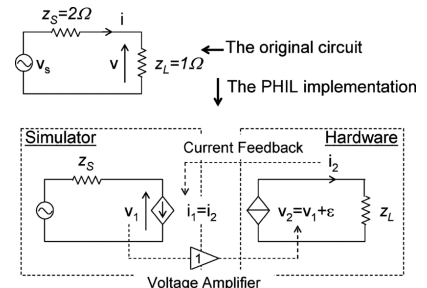 z_S=2Ω
i
The original circuit
v_s
v
z_L=1Ω
The PHIL implementation
Simulator
Hardware
z_S
Current Feedback
i_2
v_1
i_1=i_2
v_2=v_1+ε
z_L
1
Voltage Amplifier